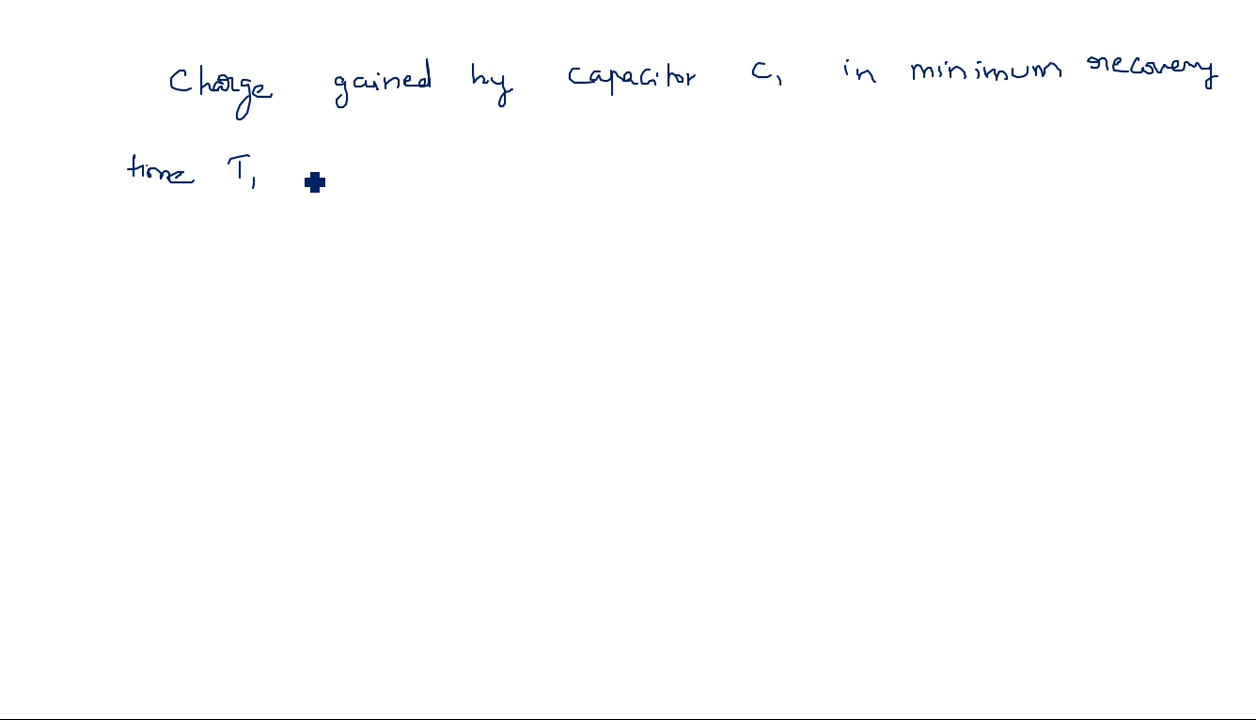 Charge gained by capacitor C₁ in minimum recovery
time T₁